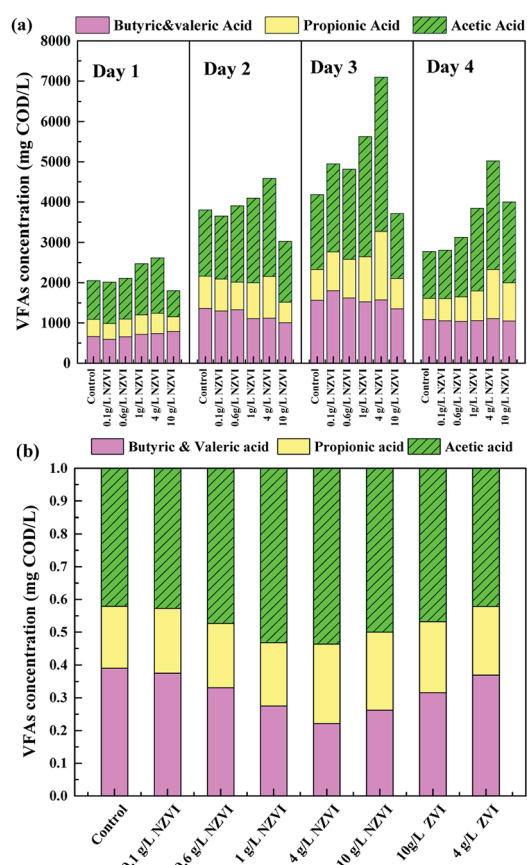 (a)
Butyric&valeric Acid Propionic Acid Acetic Acid
VFAs concentration (mg COD/L)
8000
7000
6000
5000
4000
3000
2000
1000
0
Day 1 Day 2 Day 3 Day 4
Control 0.1g/L NZVI 0.6g/L NZVI 1g/L NZVI 4 g/L NZVI 10 g/L NZVI
Control 0.1g/L NZVI 0.6g/L NZVI 1g/L NZVI 4 g/L NZVI 10 g/L NZVI
Control 0.1g/L NZVI 0.6g/L NZVI 1g/L NZVI 4 g/L NZVI 10 g/L NZVI
Control 0.1g/L NZVI 0.6g/L NZVI 1g/L NZVI 4 g/L NZVI 10 g/L NZVI
(b)
Butyric & Valeric acid Propionic acid Acetic acid
VFAs concentration (mg COD/L)
1.0
0.9
0.8
0.7
0.6
0.5
0.4
0.3
0.2
0.1
0.0
Control
0.1 g/L NZVI
0.6 g/L NZVI
1 g/L NZVI
4 g/L NZVI
10 g/L NZVI
10g/L ZVI
4 g/L ZVI